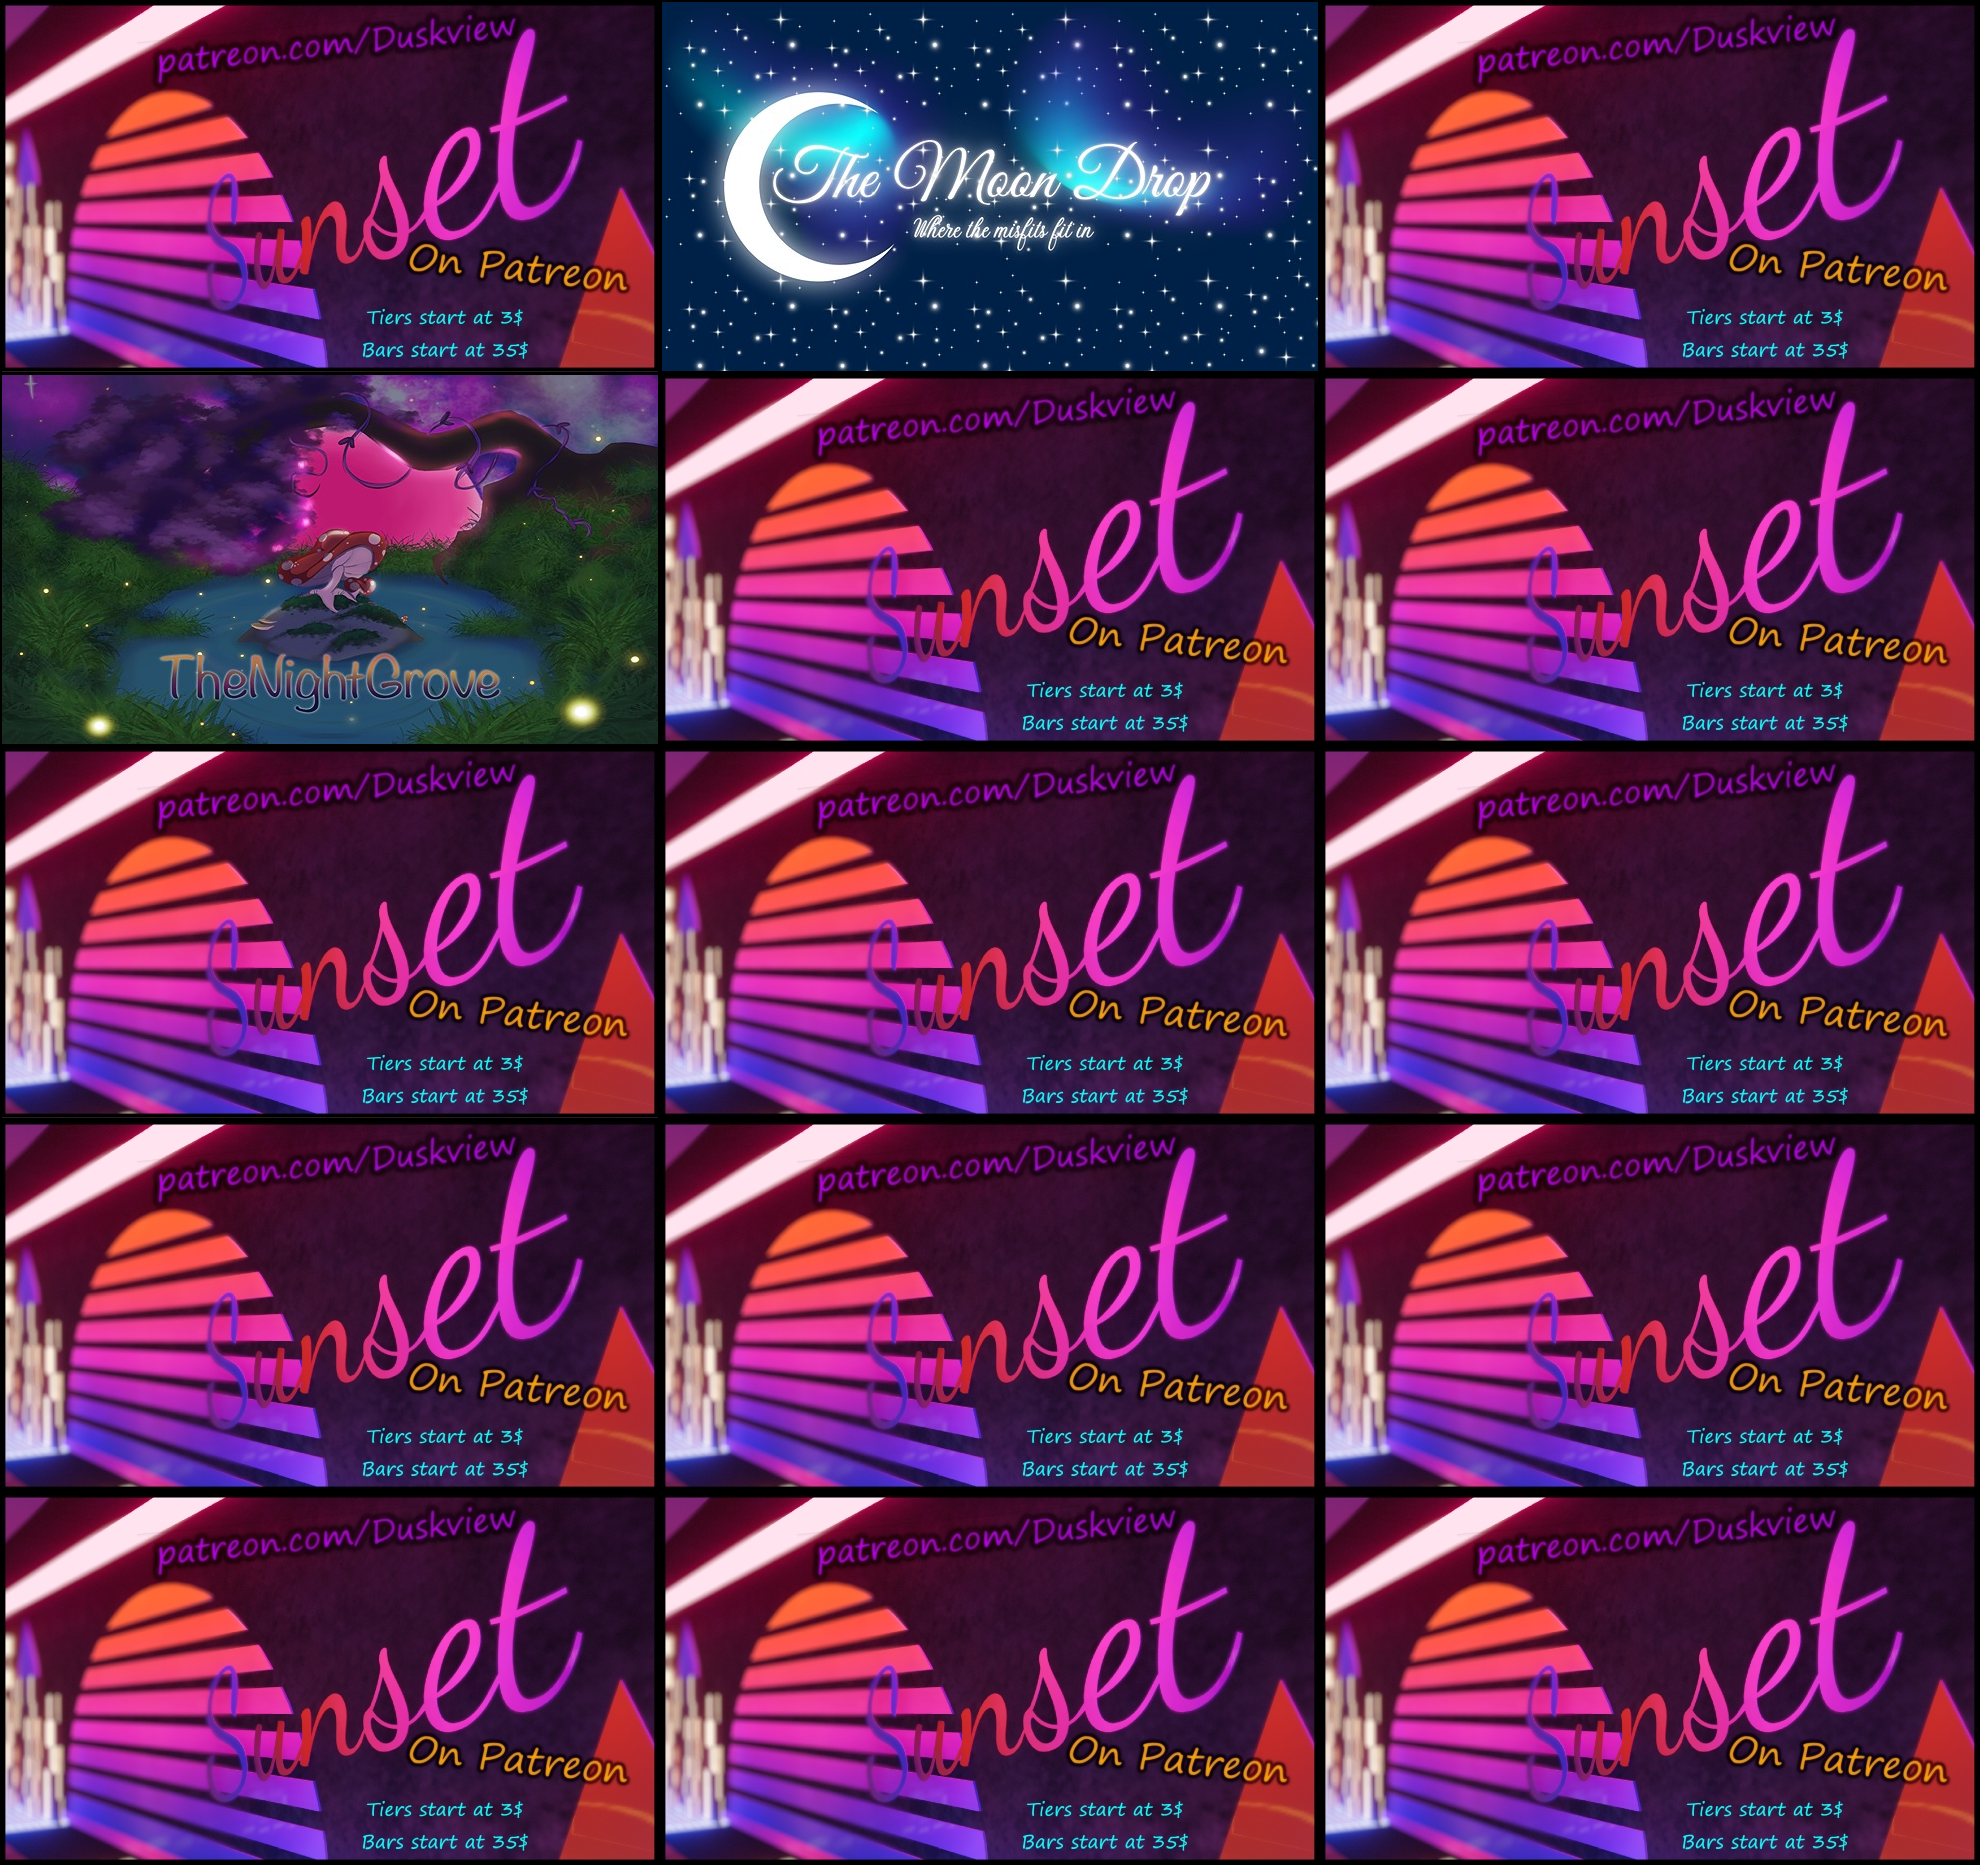 patreon.com/Duskview
Sunset
On Patreon
Tiers start at 3$
Bars start at 35$
The Moon Drop
Where the misfits fit in
patreon.com/Duskview
Sunset
On Patreon
Tiers start at 3$
Bars start at 35$
TheNightGrove
patreon.com/Duskview
Sunset
On Patreon
Tiers start at 3$
Bars start at 35$
patreon.com/Duskview
Sunset
On Patreon
Tiers start at 3$
Bars start at 35$
patreon.com/Duskview
Sunset
On Patreon
Tiers start at 3$
Bars start at 35$
patreon.com/Duskview
Sunset
On Patreon
Tiers start at 3$
Bars start at 35$
patreon.com/Duskview
Sunset
On Patreon
Tiers start at 3$
Bars start at 35$
patreon.com/Duskview
Sunset
On Patreon
Tiers start at 3$
Bars start at 35$
patreon.com/Duskview
Sunset
On Patreon
Tiers start at 3$
Bars start at 35$
patreon.com/Duskview
Sunset
On Patreon
Tiers start at 3$
Bars start at 35$
patreon.com/Duskview
Sunset
On Patreon
Tiers start at 3$
Bars start at 35$
patreon.com/Duskview
Sunset
On Patreon
Tiers start at 3$
Bars start at 35$
patreon.com/Duskview
Sunset
On Patreon
Tiers start at 3$
Bars start at 35$